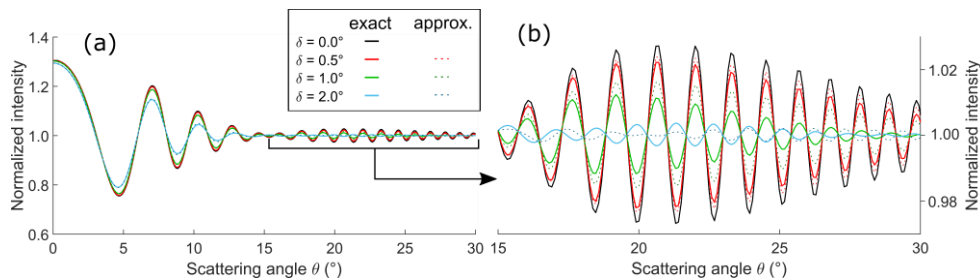 (a)
Normalized intensity
1.4
1.2
1.0
0.8
0.6
0 5 10 15 20 25 30
Scattering angle θ (°)
exact approx.
δ = 0.0°
δ = 0.5°
δ = 1.0°
δ = 2.0°
(b)
1.02
1.00
0.98
0.97
Normalized intensity
15 20 25 30
Scattering angle θ (°)